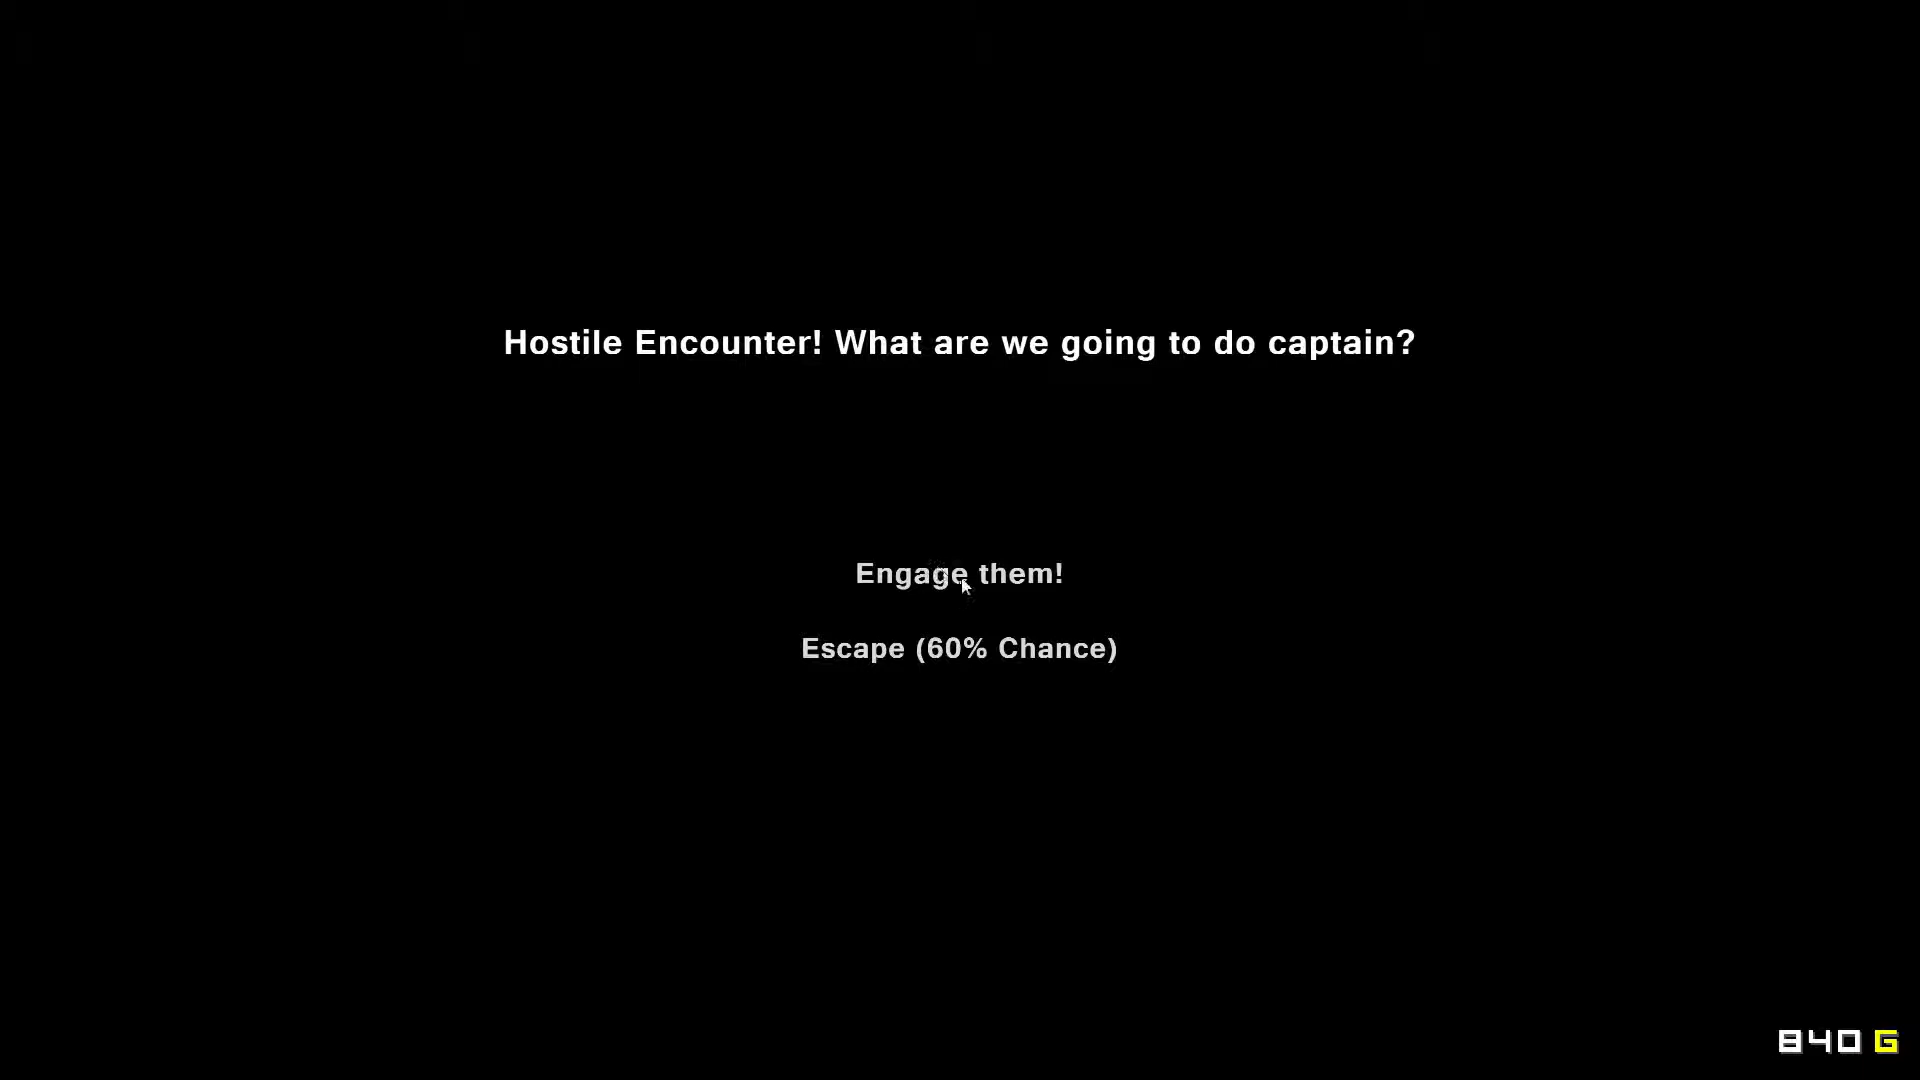 Hostile Encounter! What are we going to do captain?
Engage them!
Escape (60% Chance)
840 G